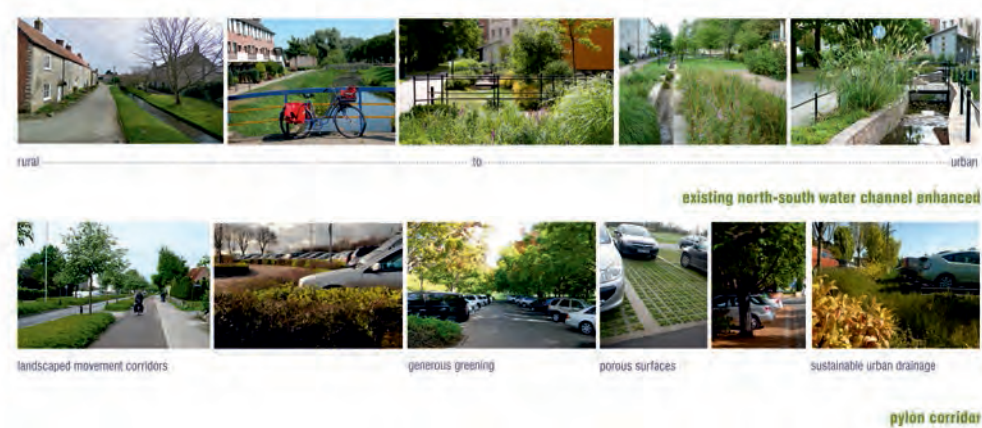 rural to urban
existing north-south water channel enhanced
landscaped movement corridors generous greening porous surfaces sustainable urban drainage
pylon corridor